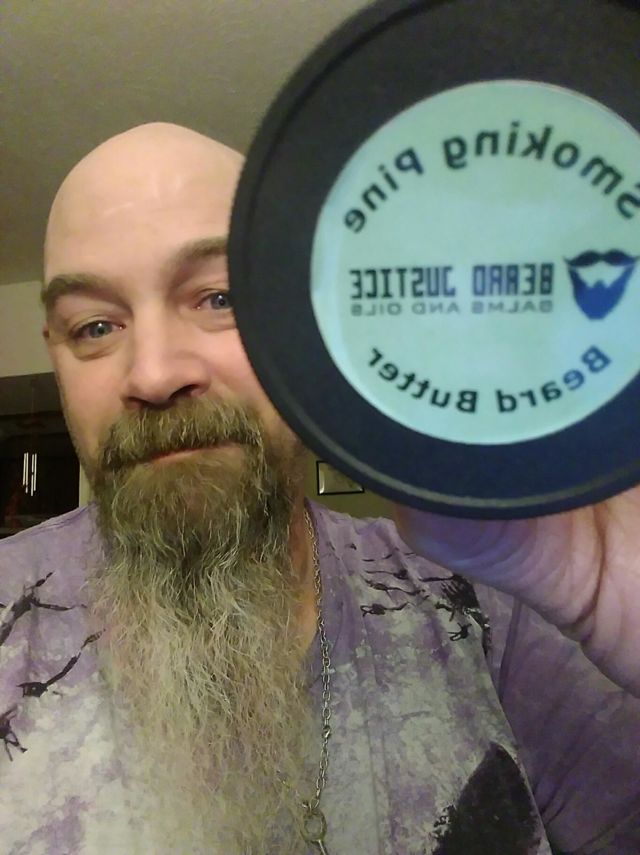 Smoking Pine
BEARD JUSTICE
BALMS AND OILS
Beard Butter